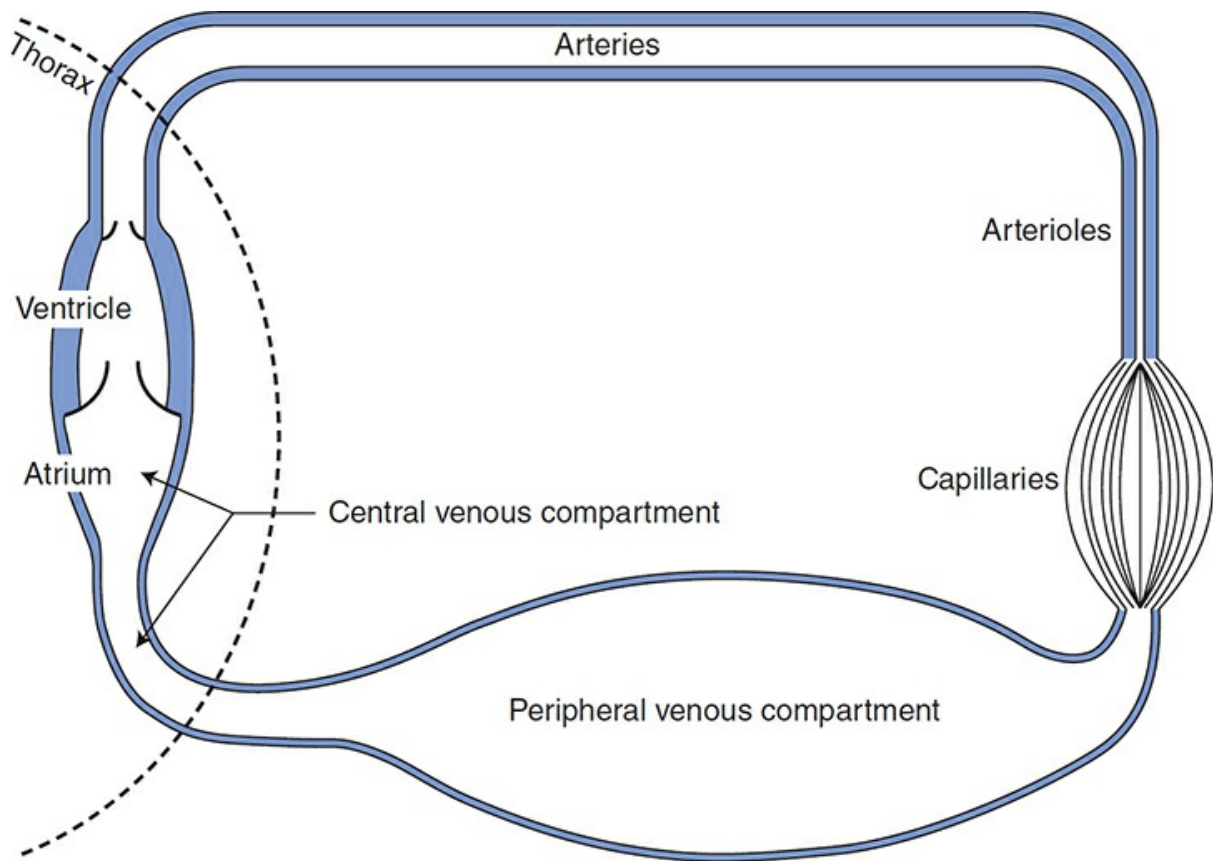 Arteries
Thorax
Arterioles
Ventricle
Atrium
Capillaries
Central venous compartment
Peripheral venous compartment